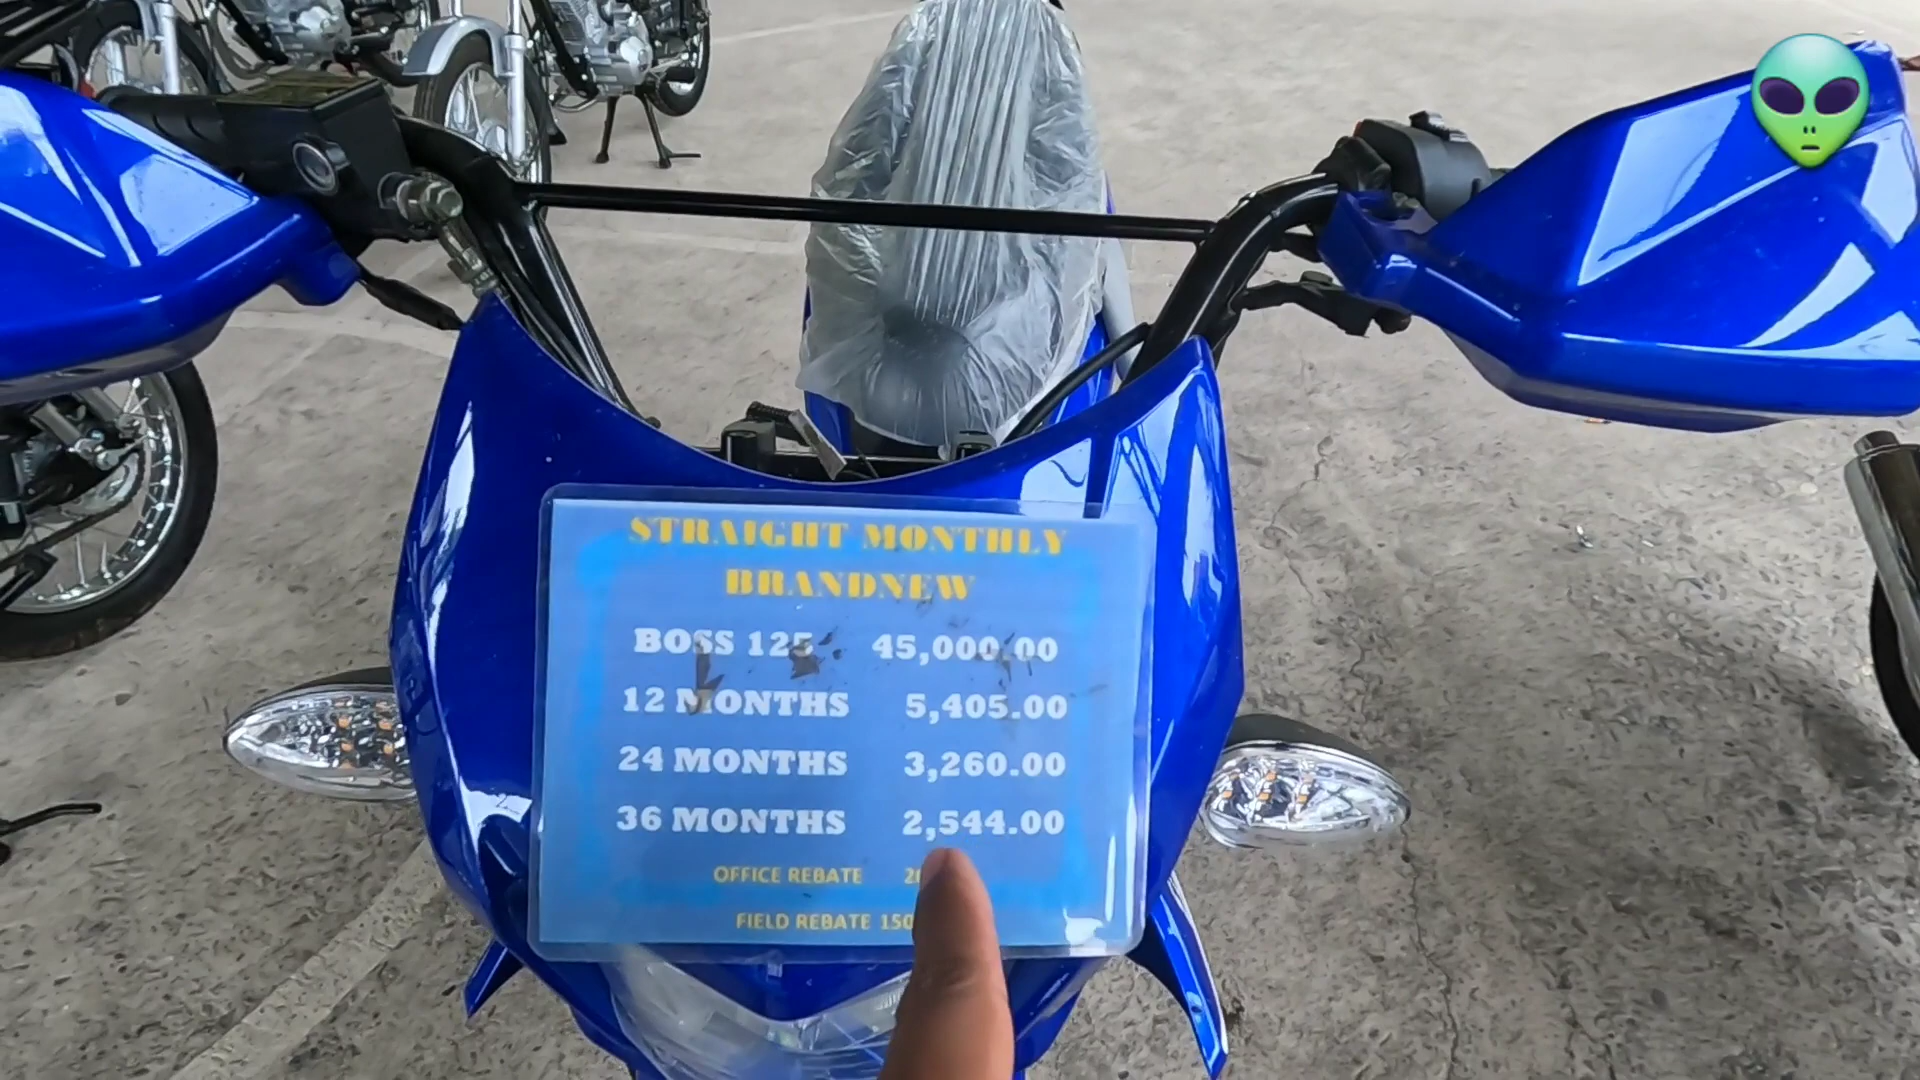 STRAIGHT MONTHLY
BRANDNEW
BOSS 125 45,000.00
12 MONTHS 5,405.00
24 MONTHS 3,260.00
36 MONTHS 2,544.00
OFFICE REBATE
FIELD REBATE 150